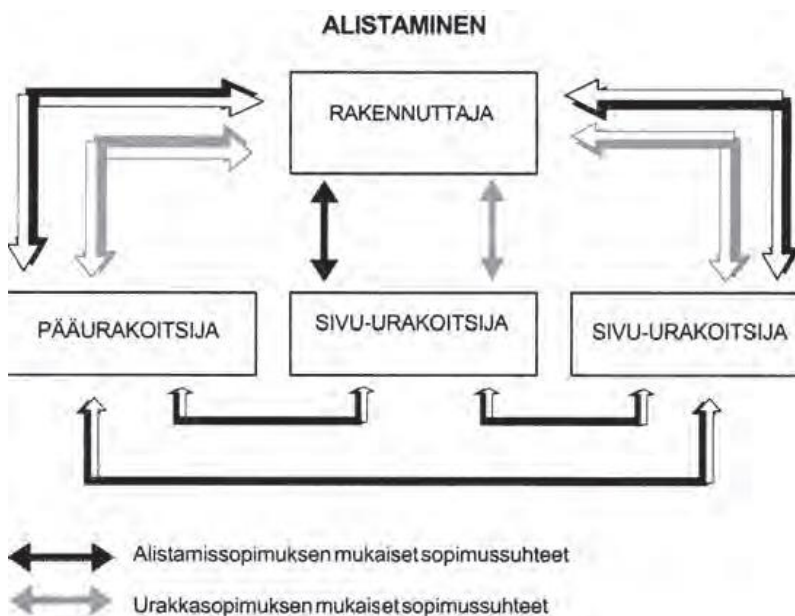 ALISTAMINEN
RAKENNUTTAJA
PÄÄURAKOITSIJA
SIVU-URAKOITSIJA
SIVU-URAKOITSIJA
Alistamissopimuksen mukaiset sopimussuhteet
Urakkasopimuksen mukaiset sopimussuhteet